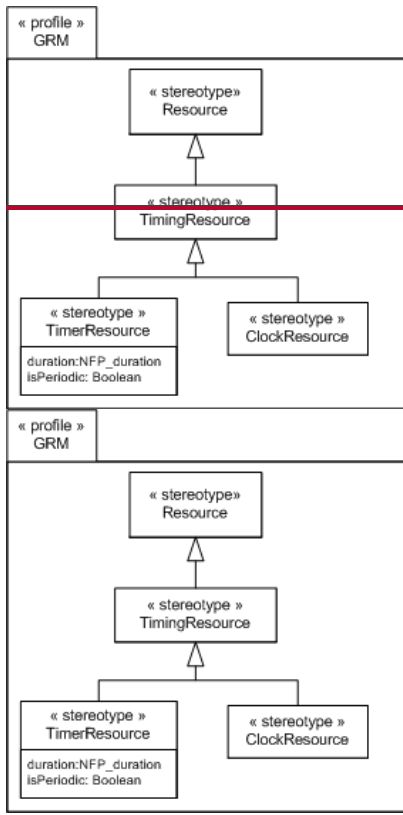 « profile »
GRM
« stereotype»
Resource
« stereotype »
TimingResource
« stereotype »
TimerResource
duration:NFP_duration
isPeriodic: Boolean
« stereotype »
ClockResource
« profile »
GRM
« stereotype»
Resource
« stereotype »
TimingResource
« stereotype »
TimerResource
duration:NFP_duration
isPeriodic: Boolean
« stereotype »
ClockResource